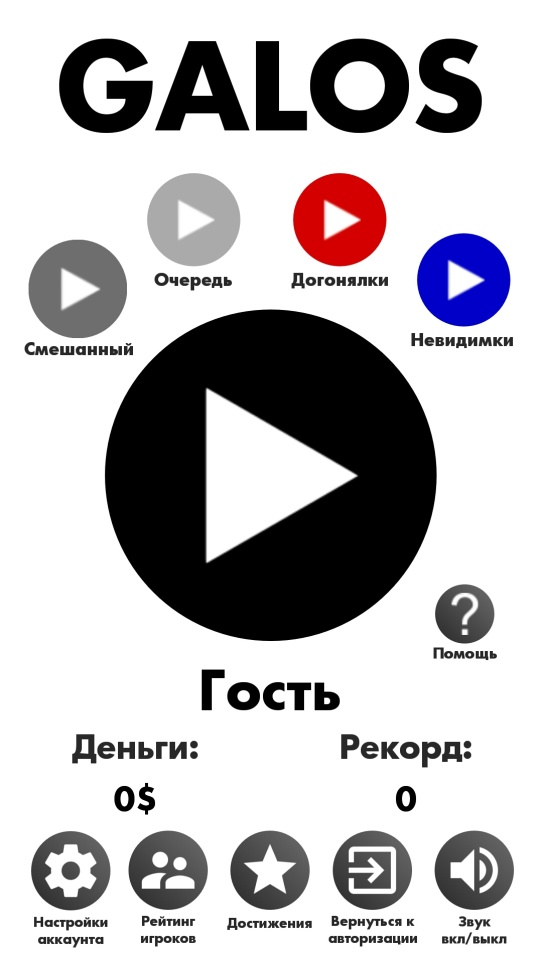 GALOS
Очередь
Догонялки
Смешанный
Невидимки
?
Помощь
Гость
Деньги:
Рекорд:
0$
0
Настройки
аккаунта
Рейтинг
игроков
Достижения
Вернуться к
авторизации
Звук
вкл/выкл